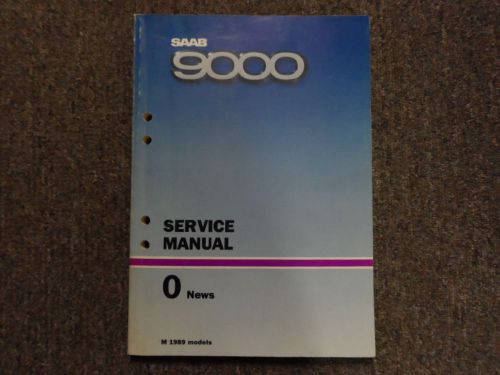 SAAB
9000
SERVICE
MANUAL
0 News
M 1989 models